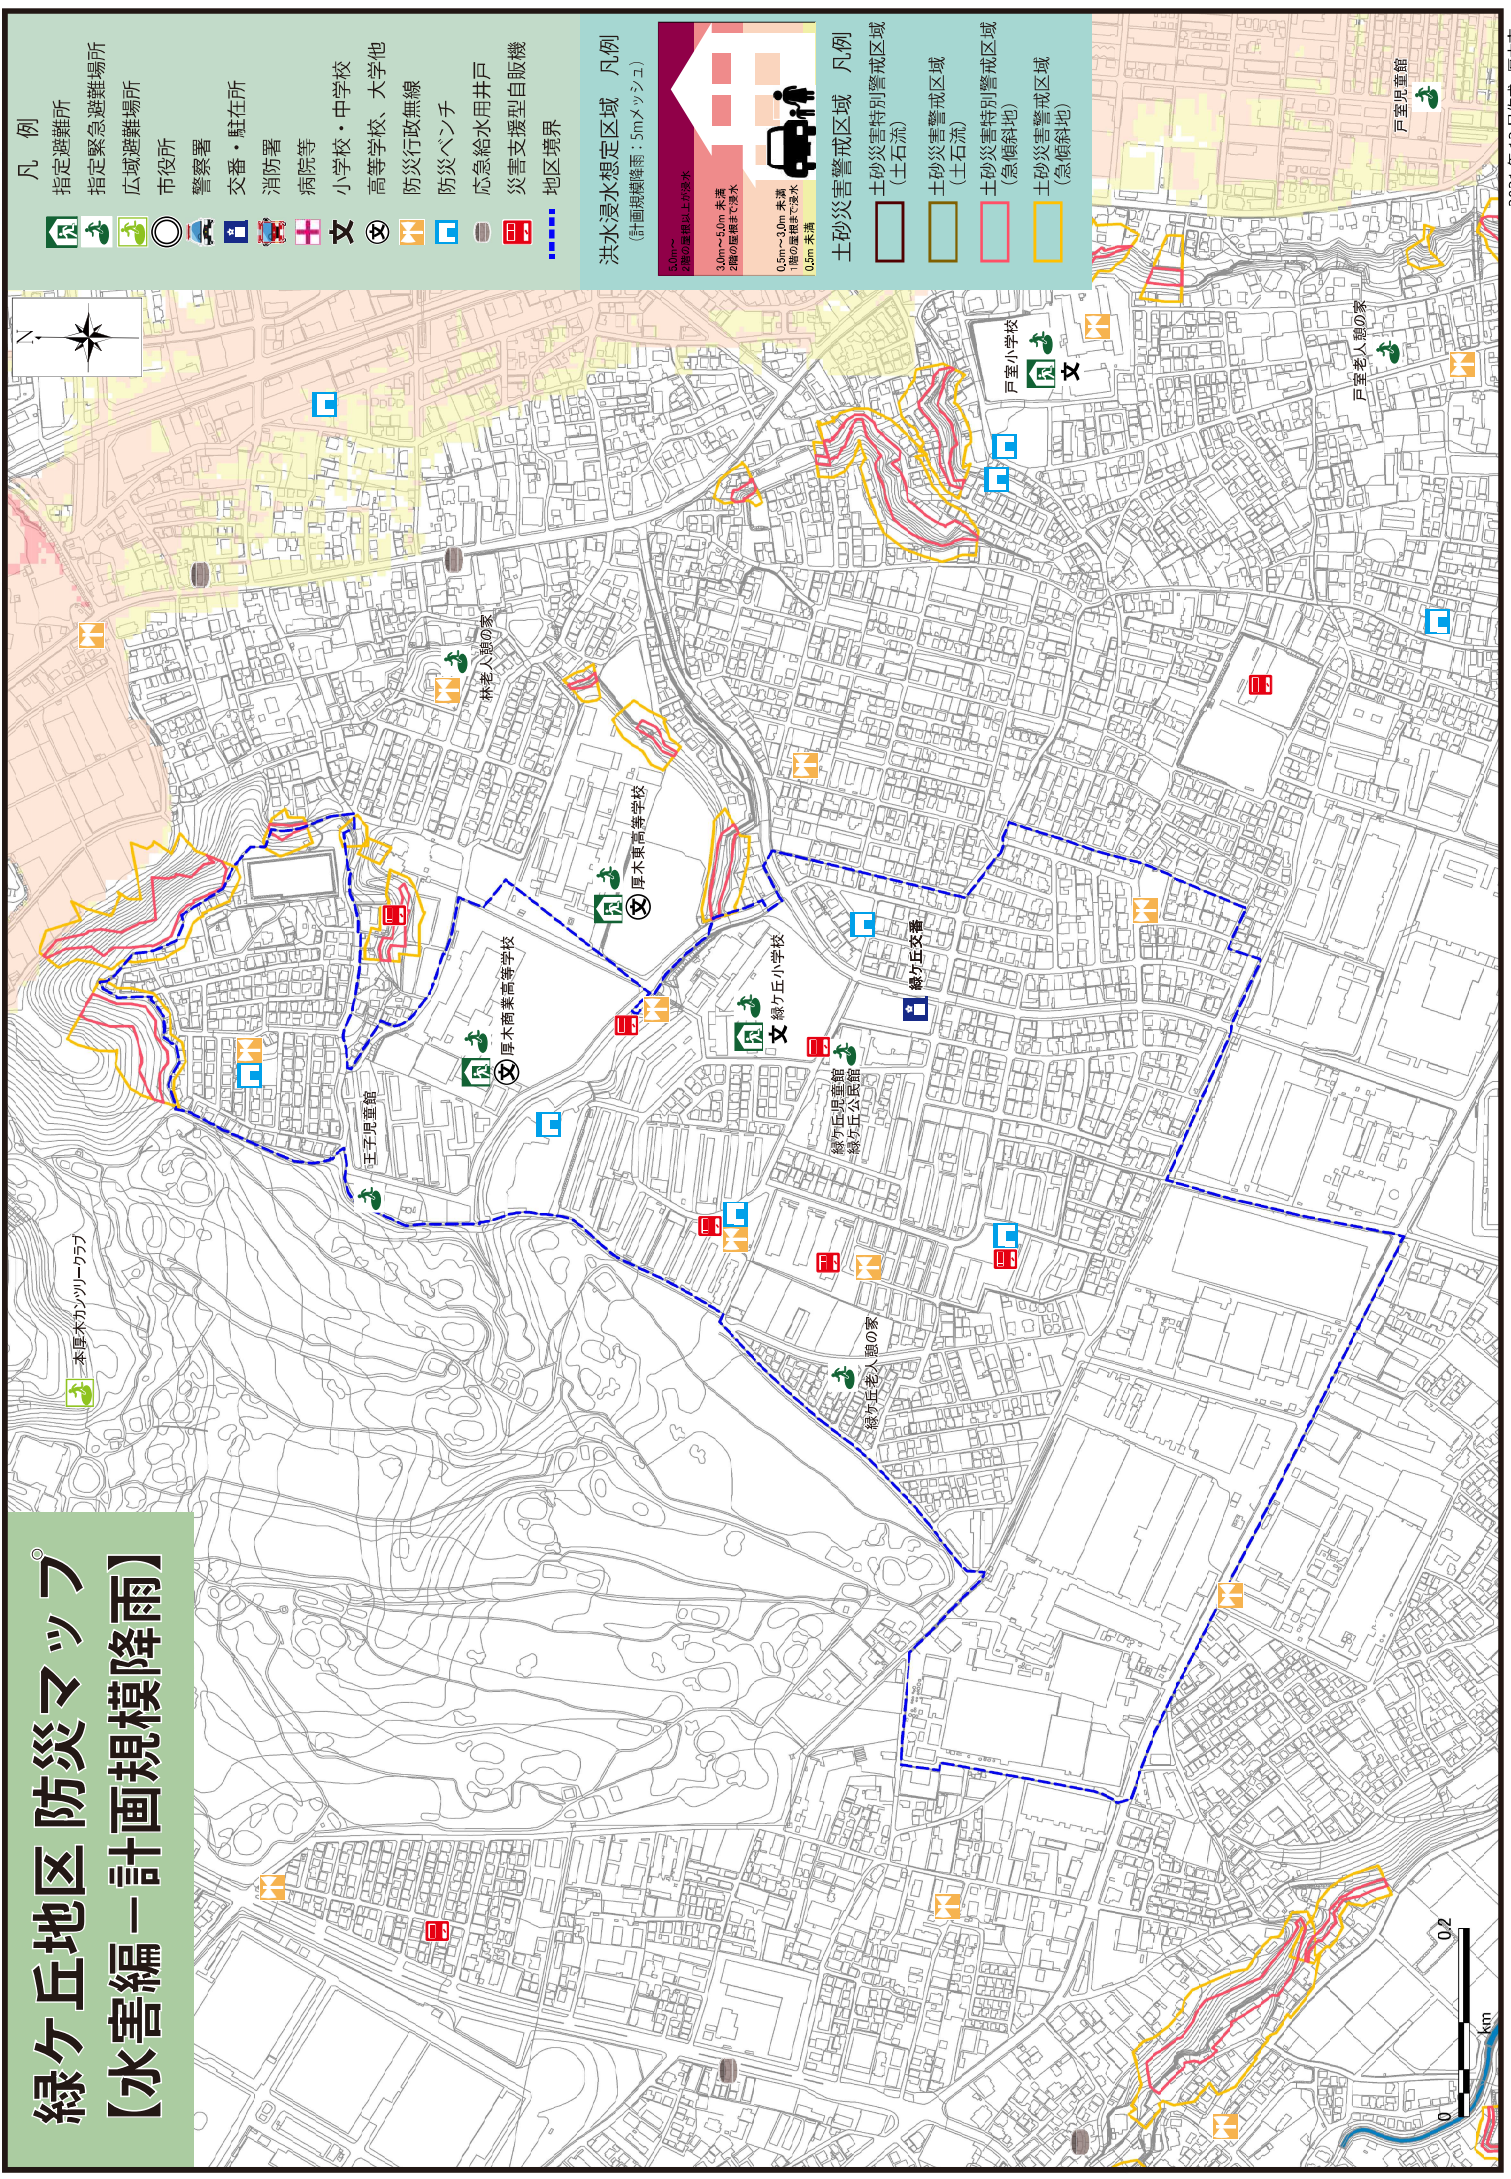 緑ケ丘地区 防災マップ
【水害編－計画規模降雨】
凡 例
指定避難所
指定緊急避難場所
広域避難場所
市役所
警察署
交番・駐在所
消防署
病院等
小学校・中学校
高等学校、大学他
防災行政無線
防災ベンチ
応急給水用井戸
災害支援型自販機
地区境界
洪水浸水想定区域 凡例
（計画規模降雨：5mメッシュ）
5.0m～
2階の屋根以上が浸水
3.0m～5.0m 未満
2階の屋根まで浸水
0.5m～3.0m 未満
1階の屋根まで浸水
0.5m 未満
土砂災害警戒区域 凡例
土砂災害特別警戒区域
（土石流）
土砂災害警戒区域
（土石流）
土砂災害特別警戒区域
（急傾斜地）
土砂災害警戒区域
（急傾斜地）
N
本厚木カンツリークラブ
王子児童館
厚木商業高等学校
文
林老人憩の家
厚木東高等学校
文
緑ケ丘小学校
文
緑ケ丘児童館
緑ケ丘公民館
緑ケ丘交番
緑ケ丘老人憩の家
戸室小学校
文
戸室老人憩の家
戸室児童館
0
0.2
km